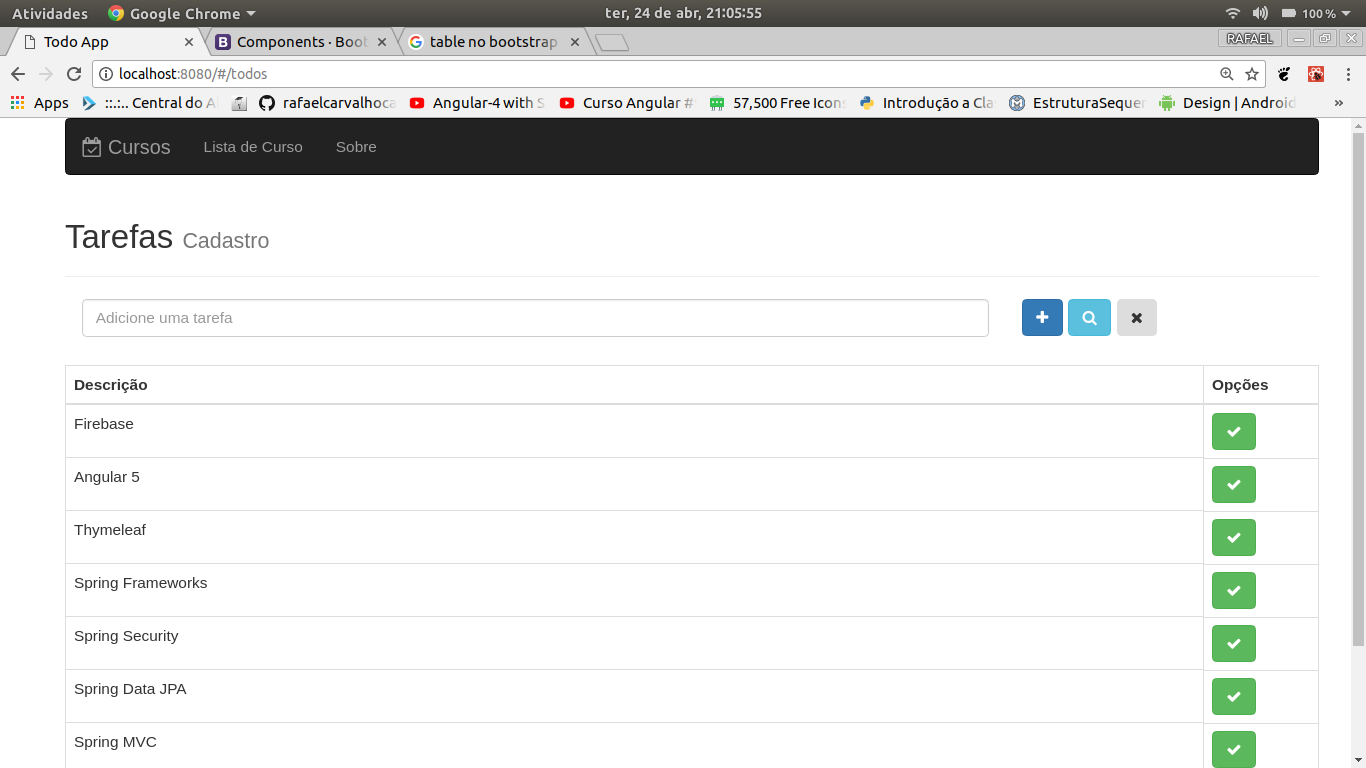 Atividades Google Chrome ter, 24 de abr, 21:05:55 100 %
Todo App Components · Boot table no bootstrap RAFAEL
localhost:8080/#/todos
Apps ::.:.. Central do Al rafaelcarvalhoca Angular-4 with S Curso Angular # 57,500 Free Icon Introdução a Cla EstruturaSequen Design | Android »
Cursos Lista de Curso Sobre
Tarefas Cadastro
Adicione uma tarefa
Descrição Opções
Firebase
Angular 5
Thymeleaf
Spring Frameworks
Spring Security
Spring Data JPA
Spring MVC